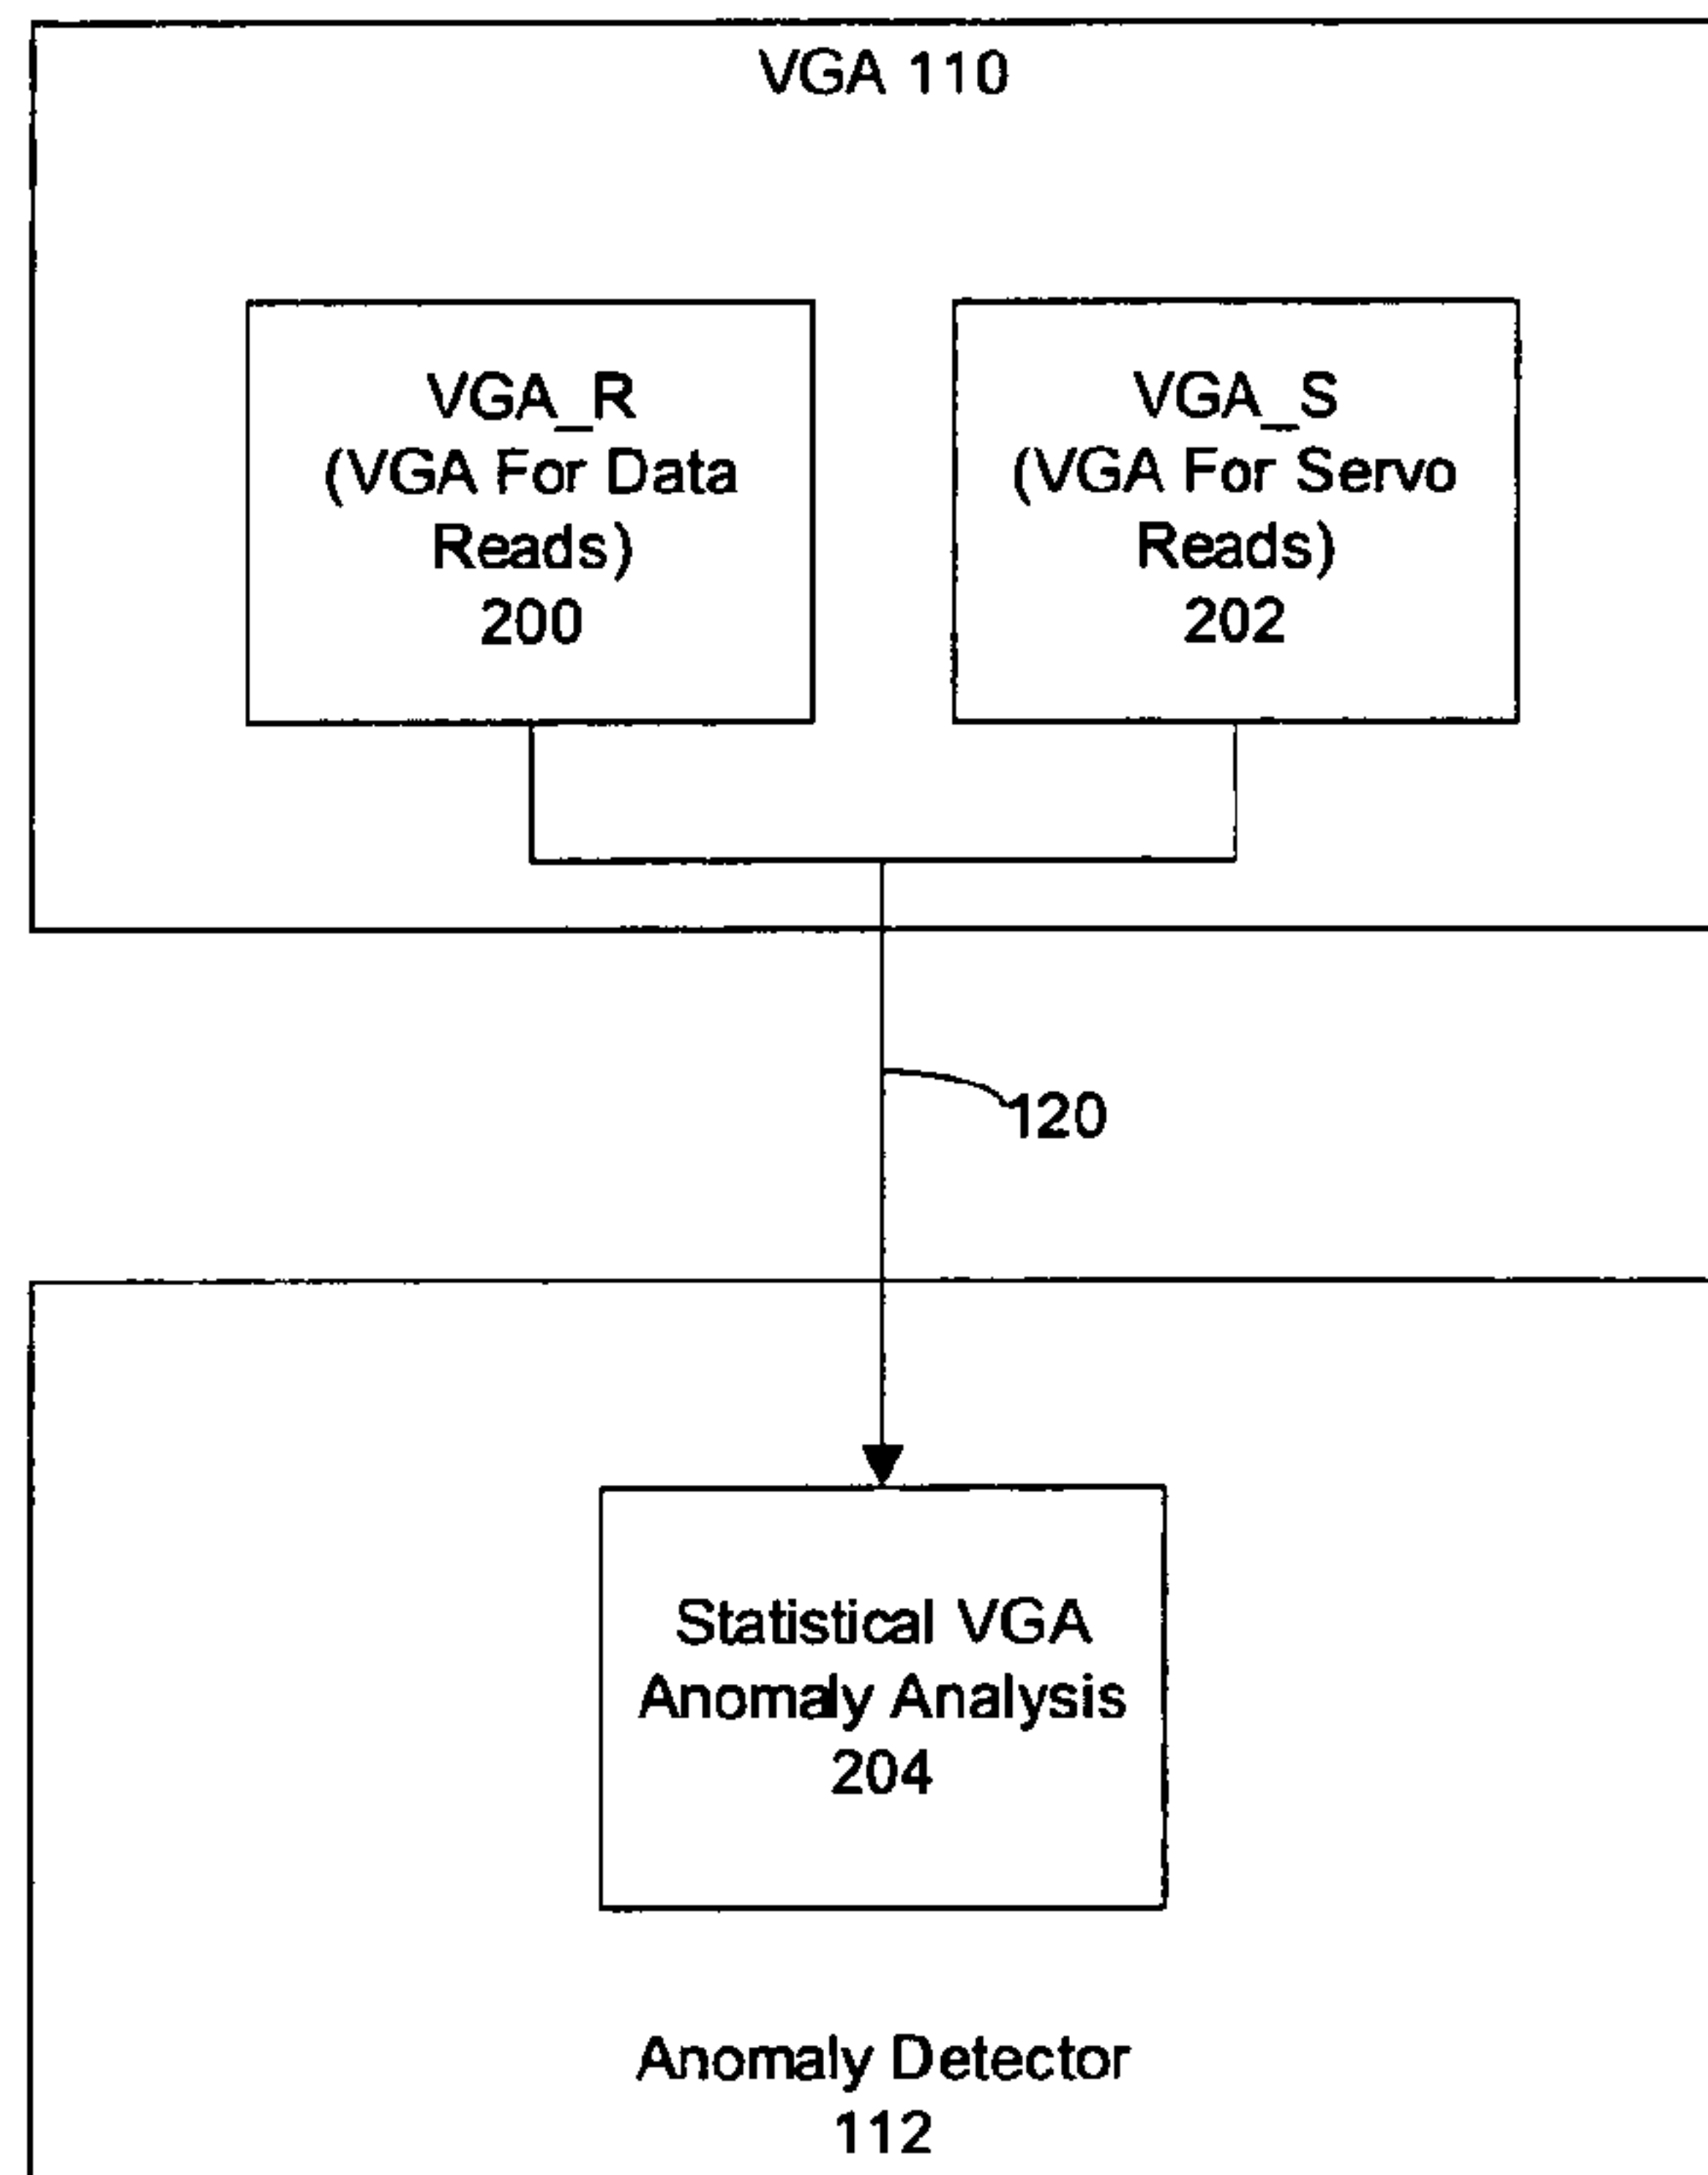 VGA 110
VGA_R
(VGA For Data
Reads)
200
VGA_S
(VGA For Servo
Reads)
202
120
Statistical VGA
Anomaly Analysis
204
Anomaly Detector
112